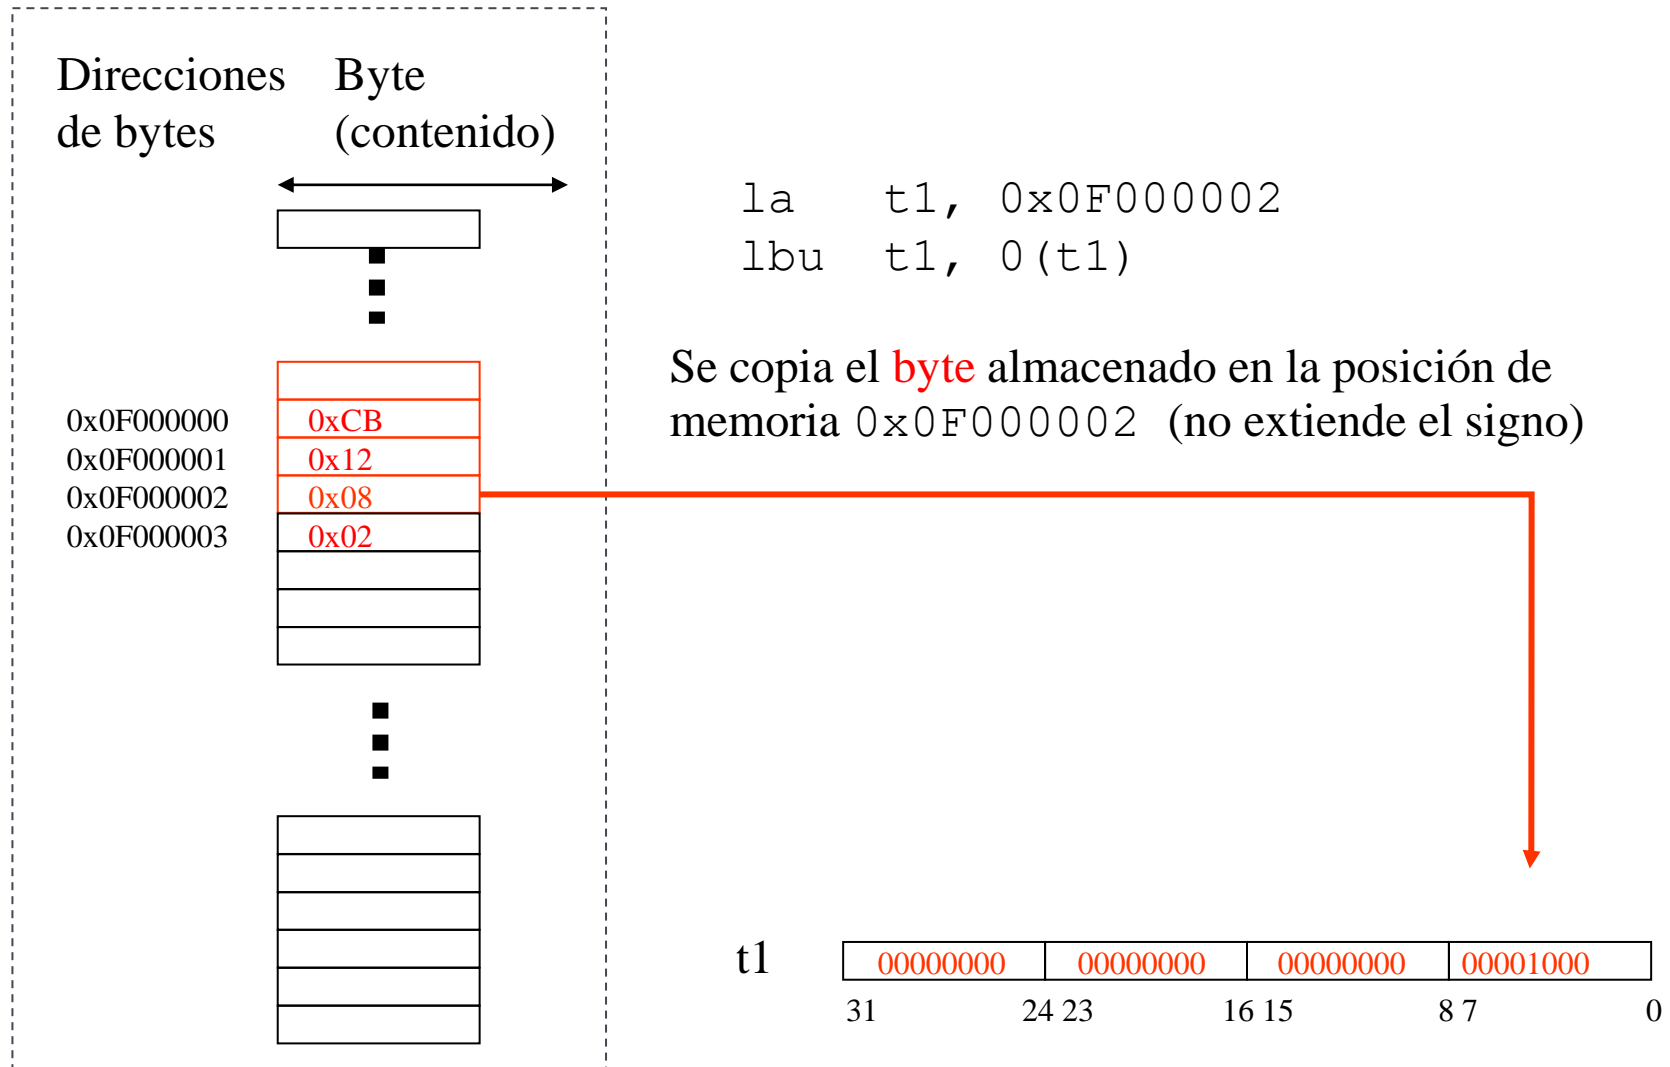 Direcciones Byte
de bytes (contenido)
la t1, 0x0F000002
lbu t1, 0(t1)
Se copia el byte almacenado en la posición de
memoria 0x0F000002 (no extiende el signo)
0x0F000000 0xCB
0x0F000001 0x12
0x0F000002 0x08
0x0F000003 0x02
t1 00000000 00000000 00000000 00001000
31 24 23 16 15 8 7 0